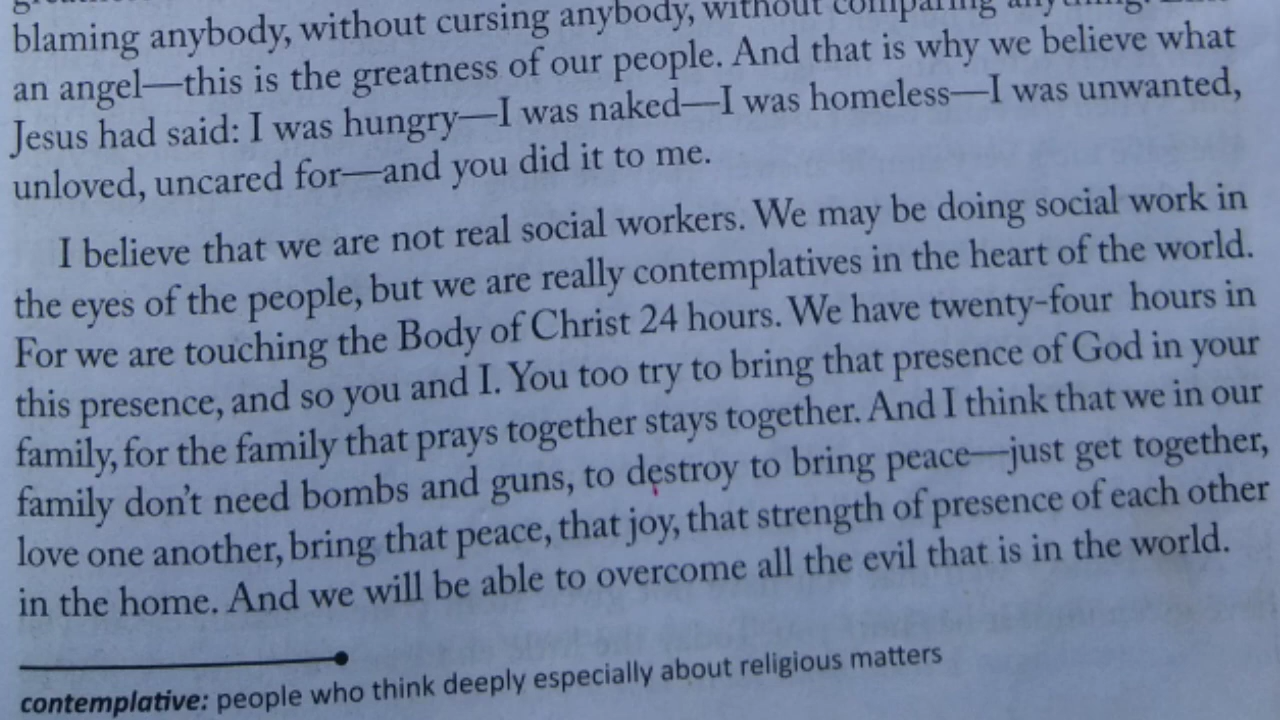 blaming anybody, without cursing anybody, without comparing anything.
an angel—this is the greatness of our people. And that is why we believe what
Jesus had said: I was hungry—I was naked—I was homeless—I was unwanted,
unloved, uncared for—and you did it to me.
I believe that we are not real social workers. We may be doing social work in
the eyes of the people, but we are really contemplatives in the heart of the world.
For we are touching the Body of Christ 24 hours. We have twenty-four hours in
this presence, and so you and I. You too try to bring that presence of God in your
family, for the family that prays together stays together. And I think that we in our
family don't need bombs and guns, to destroy to bring peace—just get together,
love one another, bring that peace, that joy, that strength of presence of each other
in the home. And we will be able to overcome all the evil that is in the world.
contemplative: people who think deeply especially about religious matters